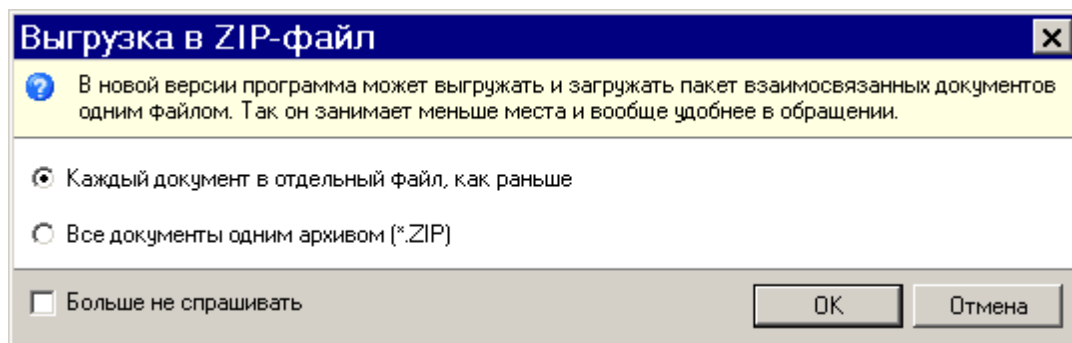 Выгрузка в ZIP-файл
В новой версии программа может выгружать и загружать пакет взаимосвязанных документов
одним файлом. Так он занимает меньше места и вообще удобнее в обращении.
Каждый документ в отдельный файл, как раньше
Все документы одним архивом (*.ZIP)
Больше не спрашивать
OK
Отмена